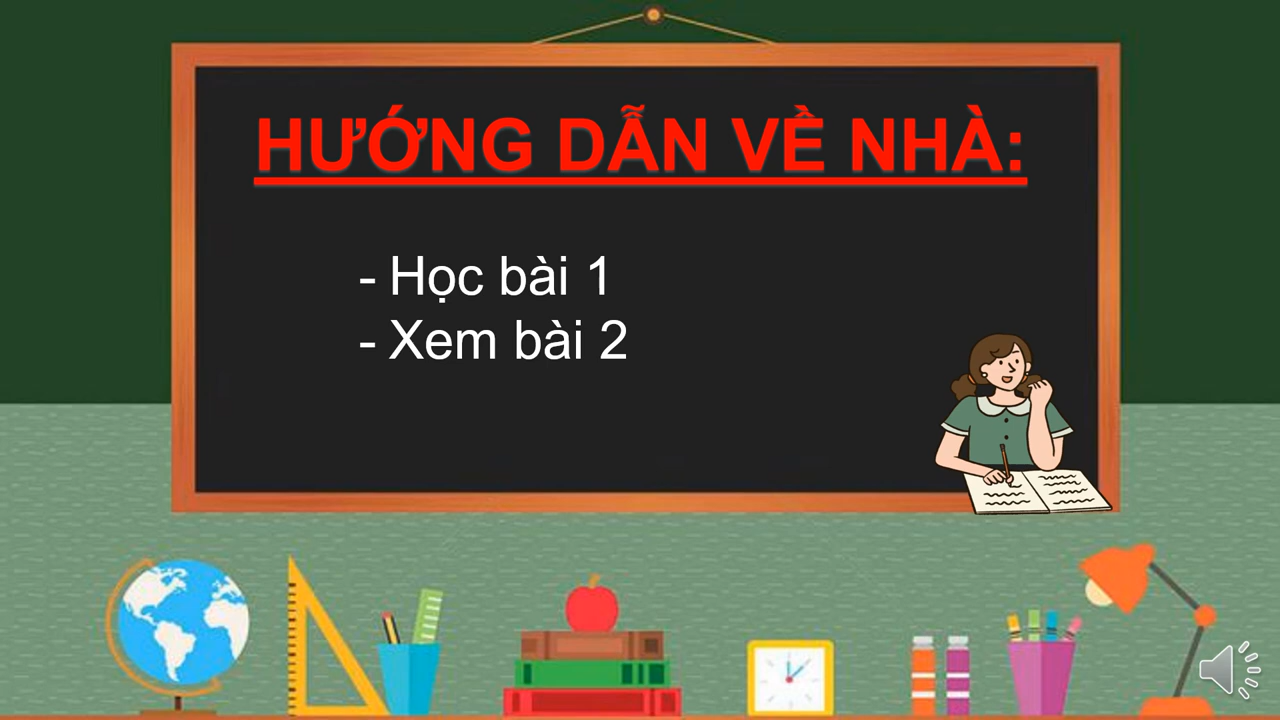 HƯỚNG DẪN VỀ NHÀ:
- Học bài 1
- Xem bài 2